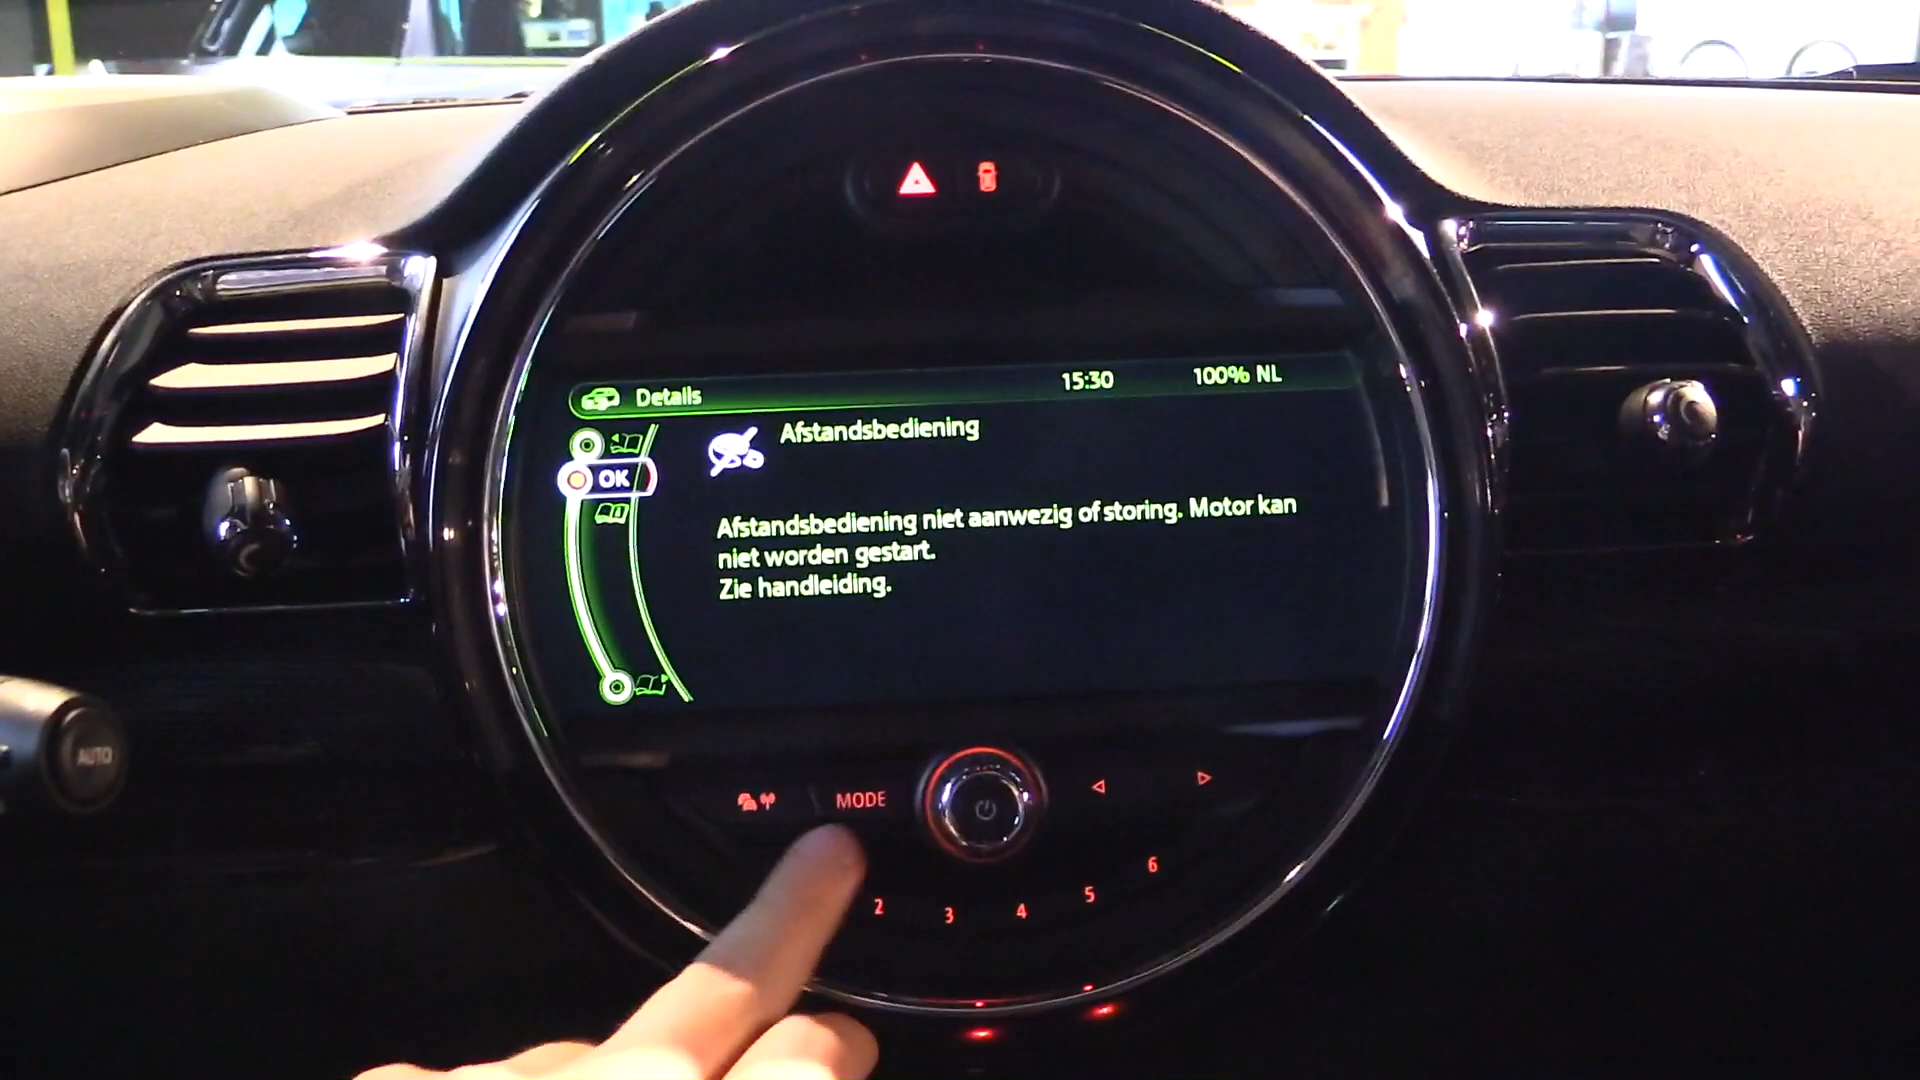 Details 15:30 100% NL
Afstandsbediening
OK
Afstandsbediening niet aanwezig of storing. Motor kan
niet worden gestart.
Zie handleiding.
AUTO
MODE
2 3 4 5 6